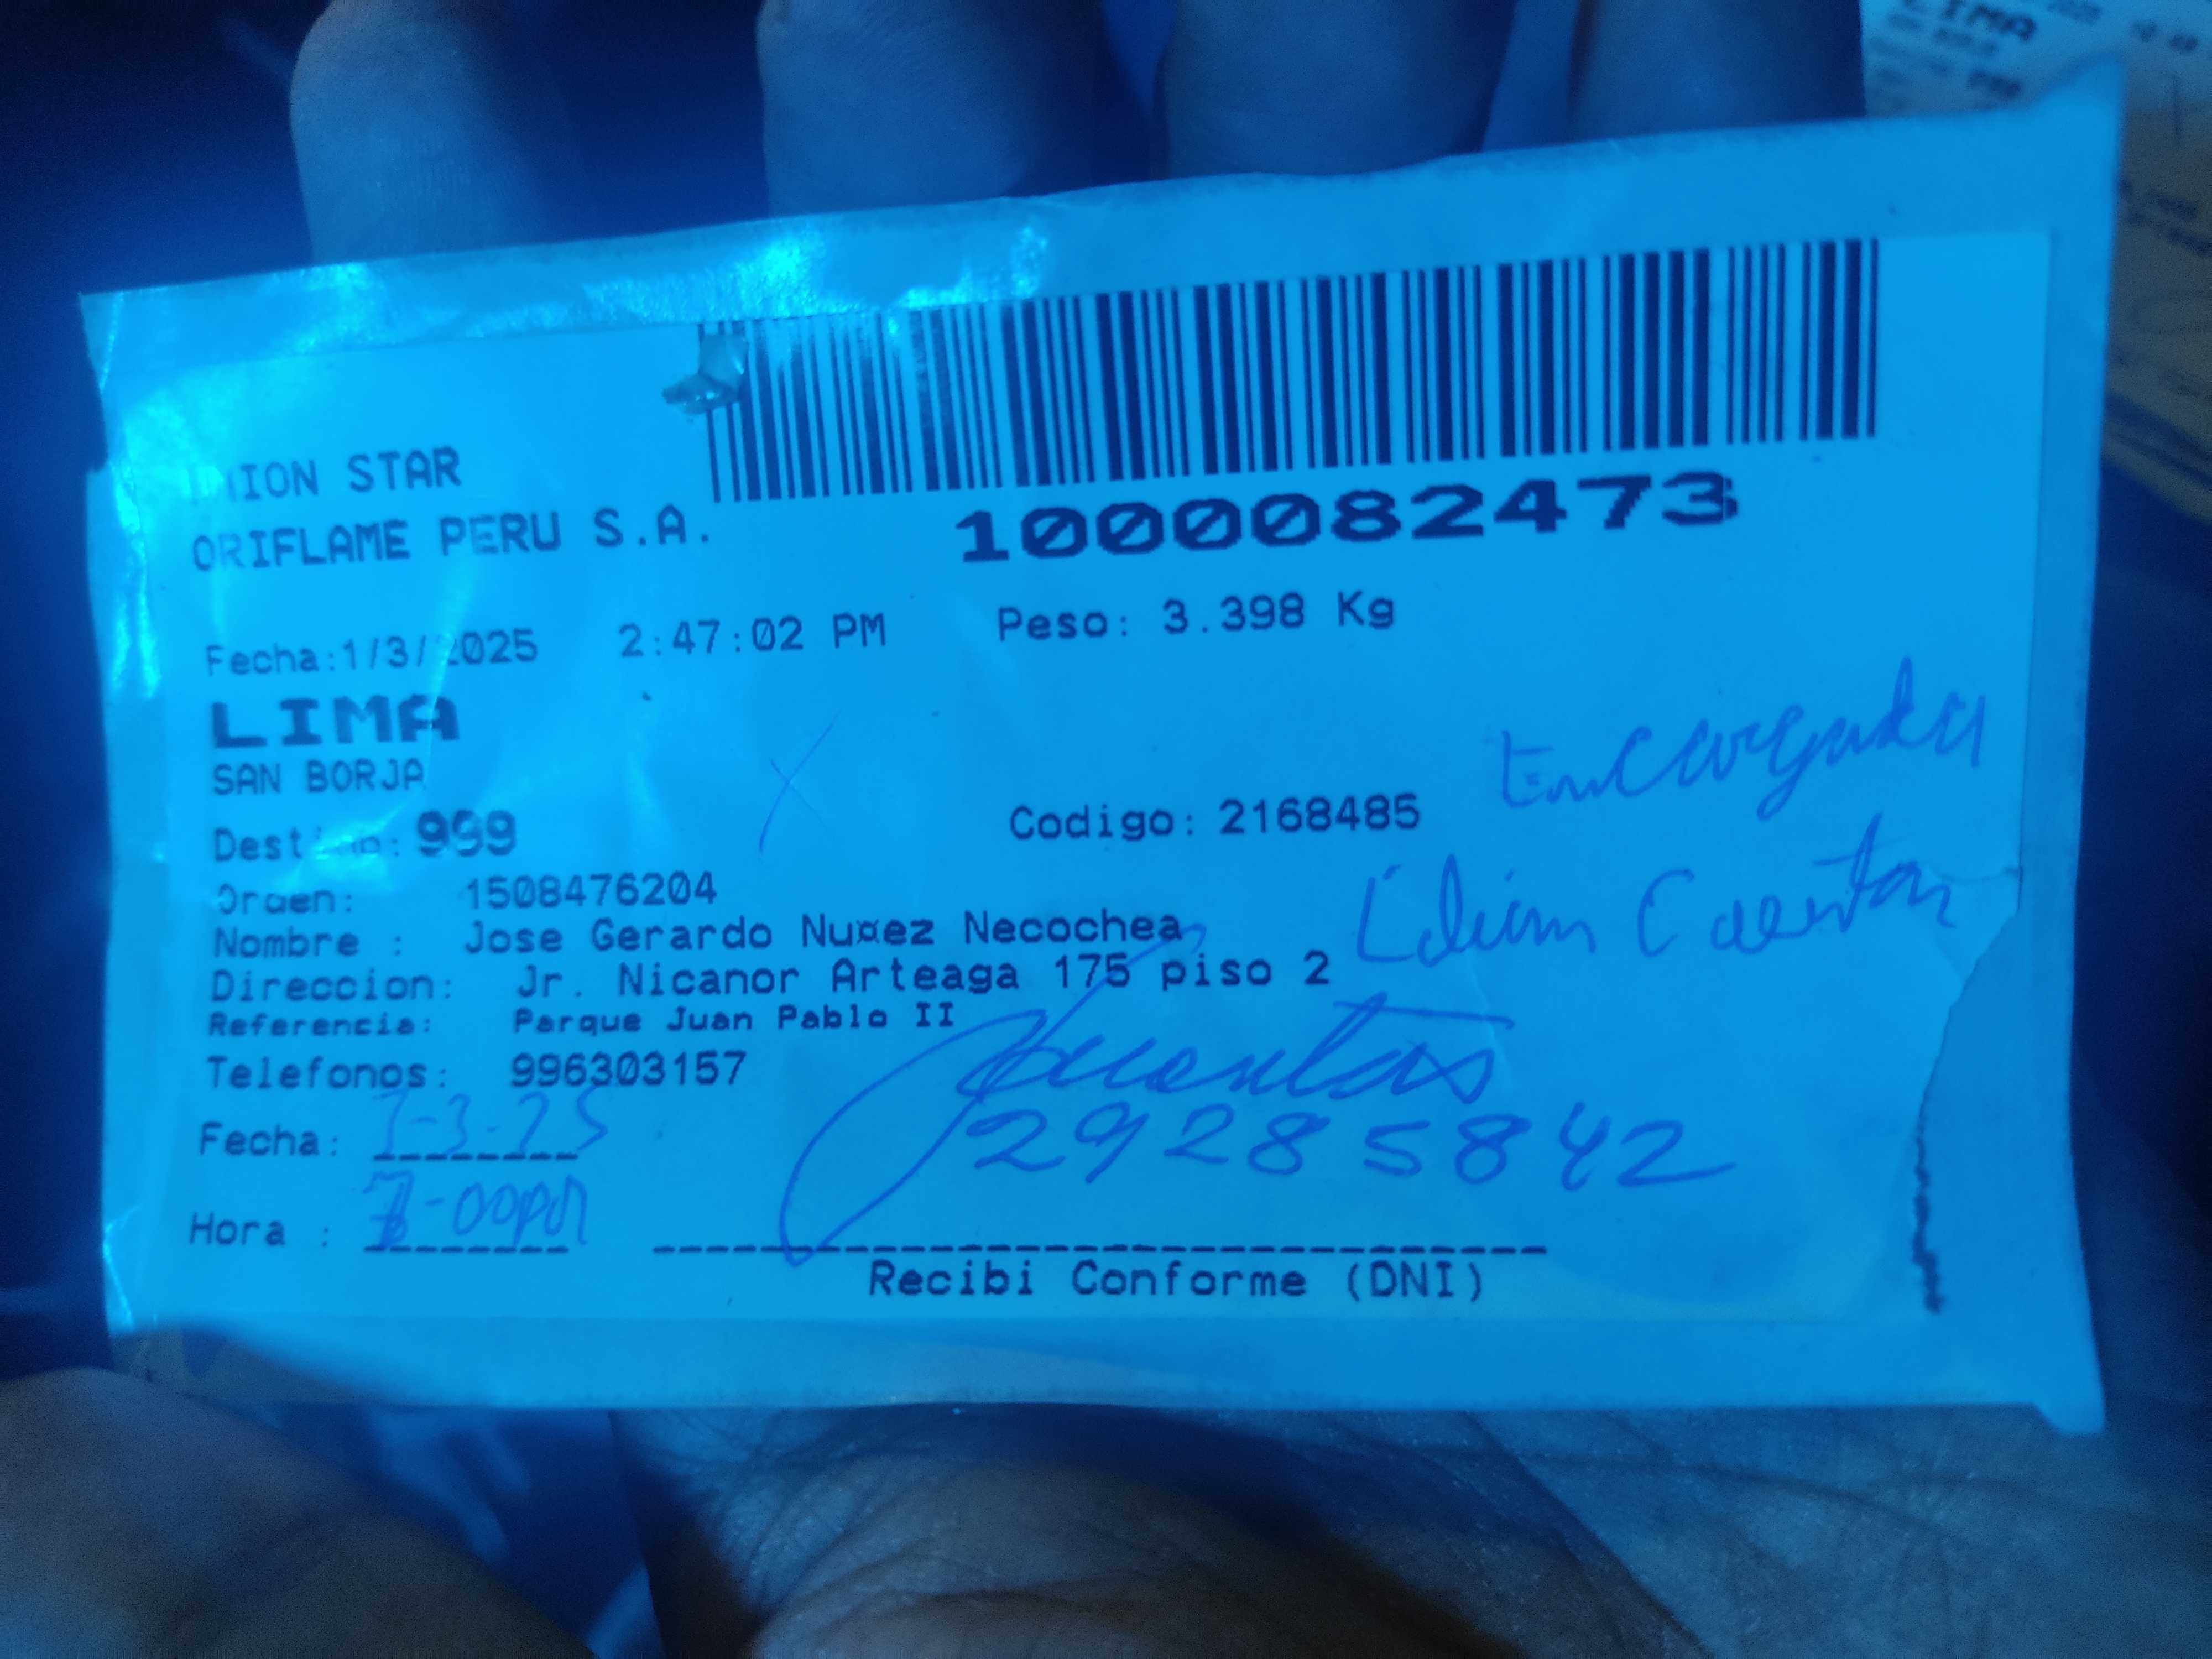 UNION STAR
ORIFLAME PERU S.A.
1000082473
Fecha:1/3/2025 2:47:02 PM Peso: 3.398 Kg
LIMA
SAN BORJA
Destino: 999 Codigo: 2168485
Encargada
Orden: 1508476204
Nombre : Jose Gerardo Nu¤ez Necochea
Direccion: Jr. Nicanor Arteaga 175 piso 2
Referencia: Parque Juan Pablo II
Telefonos: 996303157
Cuentas
29285842
Fecha: 7-3-25
Hora : 7-00pm
Recibi Conforme (DNI)
LIMA